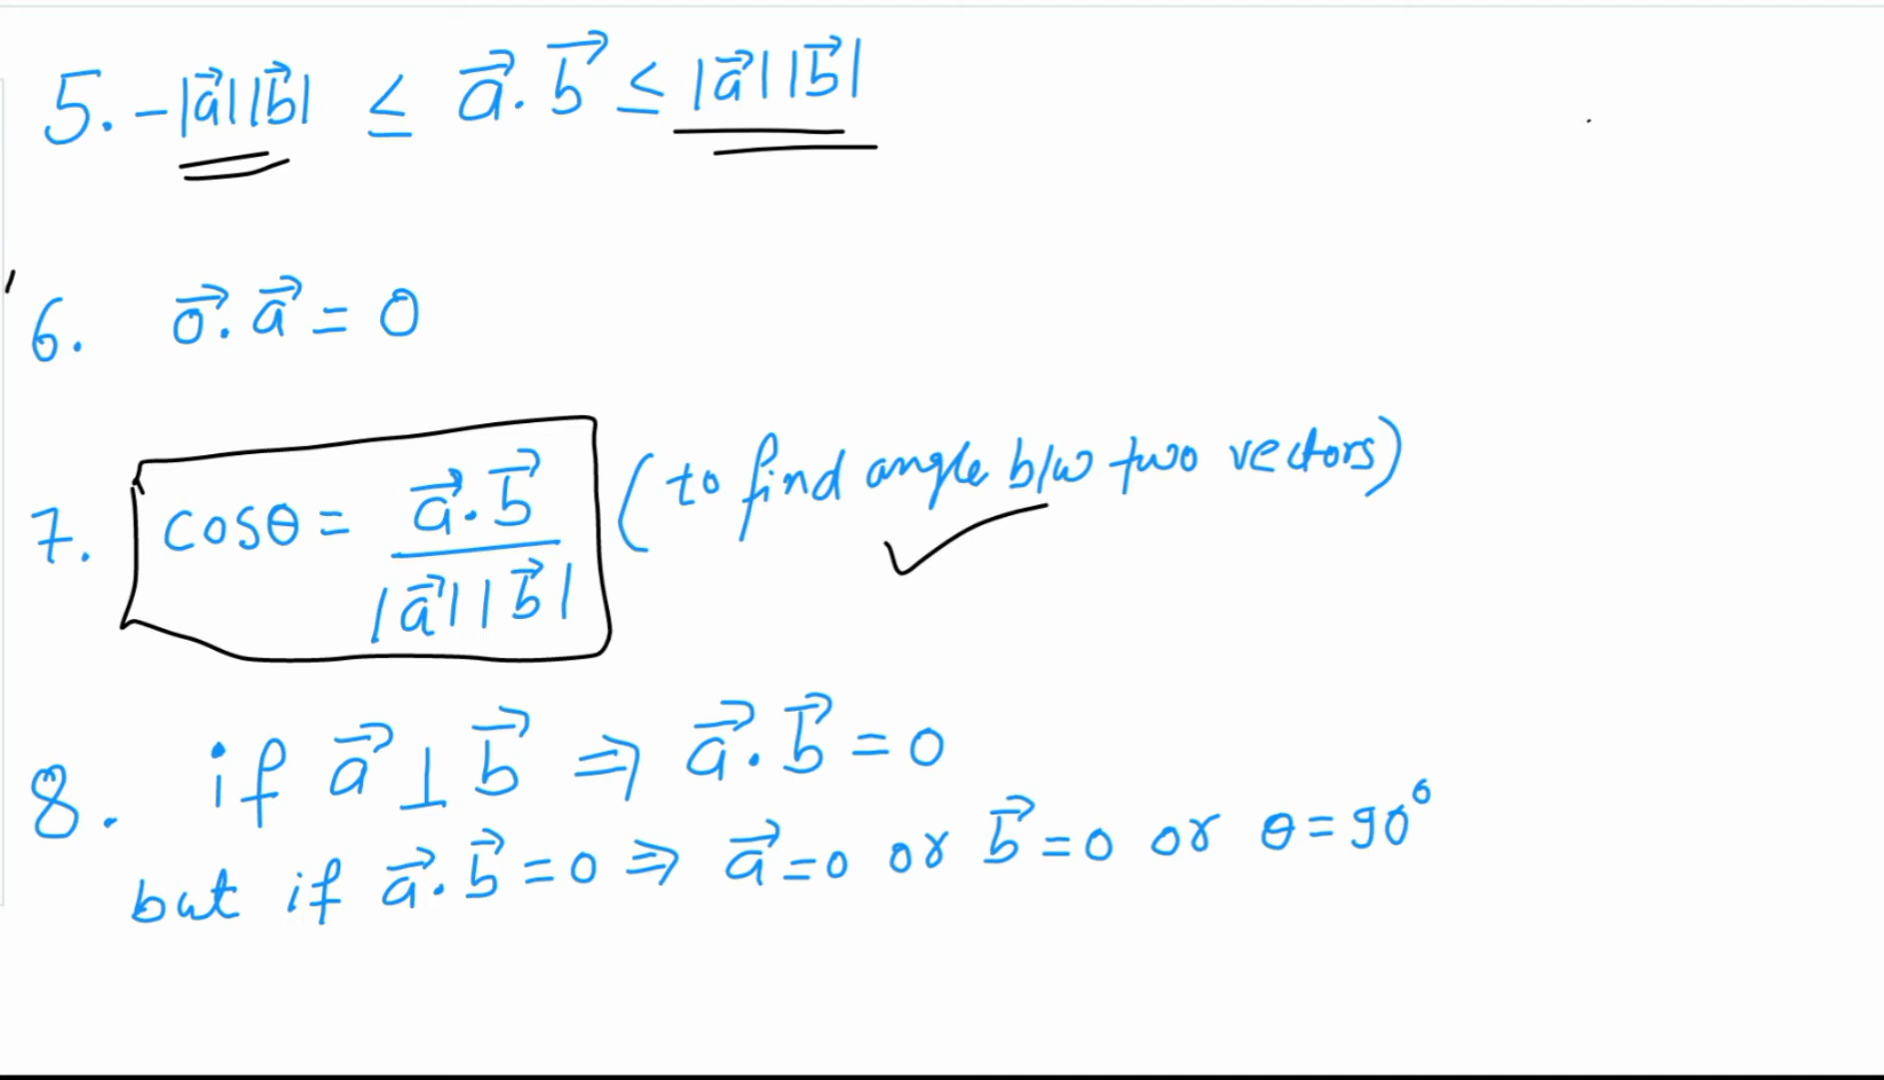 5. -|a⃗||b⃗| ≤ a⃗.b⃗ ≤ |a⃗||b⃗|
6. o⃗.a⃗ = 0
7. cosθ = a⃗.b⃗ / |a⃗||b⃗| (to find angle b/w two vectors)
8. if a⃗ ⊥ b⃗ ⇒ a⃗.b⃗ = 0
but if a⃗.b⃗ = 0 ⇒ a⃗ = 0 or b⃗ = 0 or θ = 90°